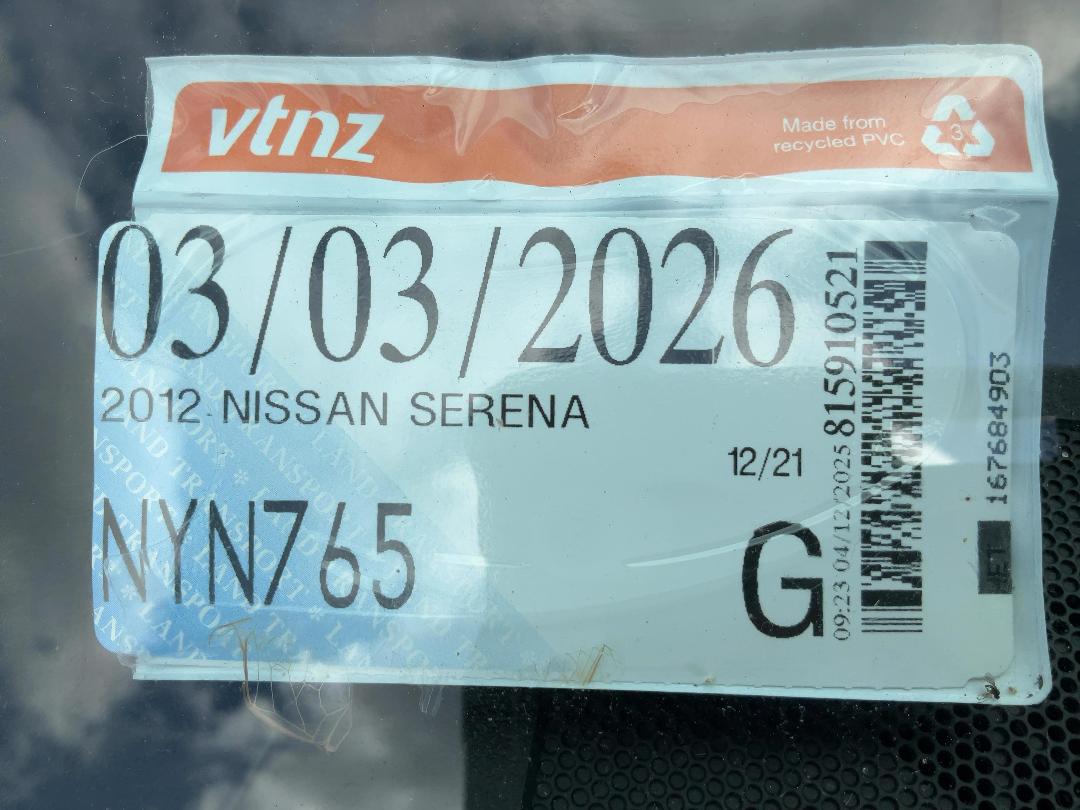 vtnz
Made from
recycled PVC
3
03/03/2026
2012 NISSAN SERENA
12/21
NYN765
G
815910521
09:23 04/12/2025
167684903